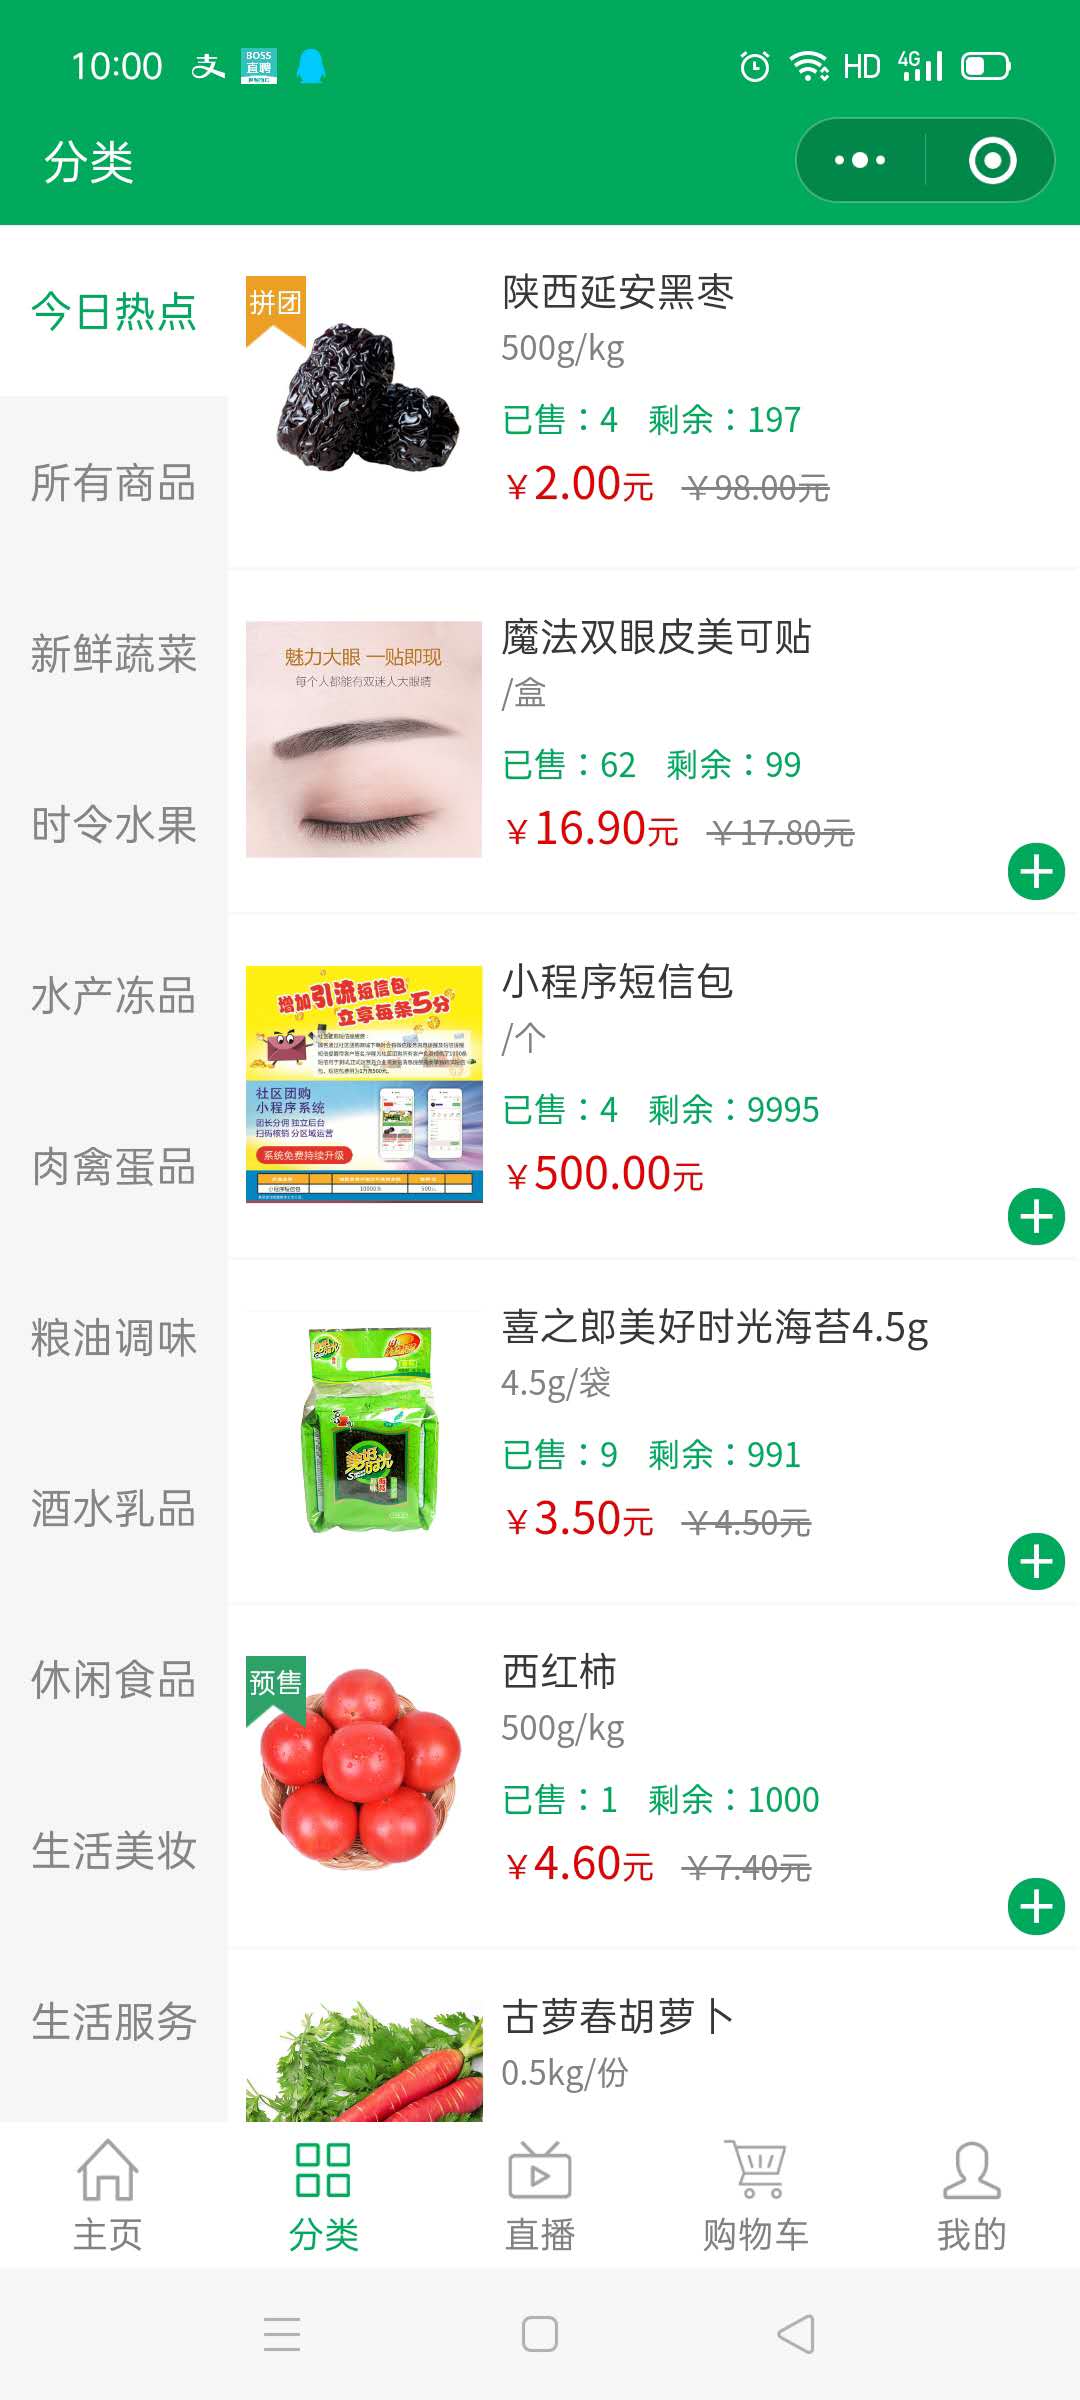 10:00
BOSS
直聘
HD
4G
分类
今日热点
所有商品
新鲜蔬菜
时令水果
水产冻品
肉禽蛋品
粮油调味
酒水乳品
休闲食品
生活美妆
生活服务
拼团
陕西延安黑枣
500g/kg
已售：4 剩余：197
￥2.00元 ￥98.00元
魅力大眼 一贴即现
每个人都能有双迷人大眼睛
魔法双眼皮美可贴
/盒
已售：62 剩余：99
￥16.90元 ￥17.80元
增加引流短信包
立享每条5分
社区团购
小程序系统
团长分佣 独立后台
扫码核销 分区域运营
系统免费持续升级
小程序短信包
/个
已售：4 剩余：9995
￥500.00元
美好时光
喜之郎美好时光海苔4.5g
4.5g/袋
已售：9 剩余：991
￥3.50元 ￥4.50元
预售
西红柿
500g/kg
已售：1 剩余：1000
￥4.60元 ￥7.40元
古萝春胡萝卜
0.5kg/份
主页
分类
直播
购物车
我的